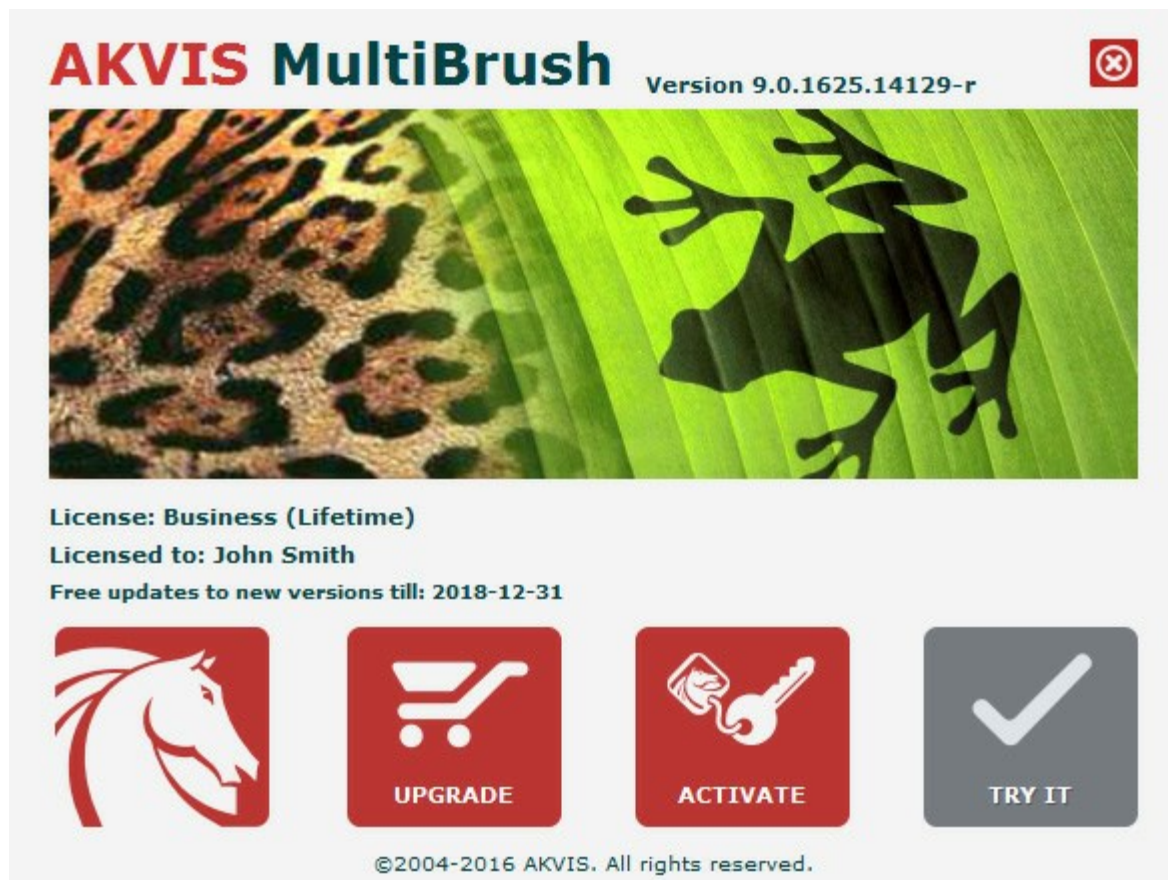 AKVIS MultiBrush Version 9.0.1625.14129-r
License: Business (Lifetime)
Licensed to: John Smith
Free updates to new versions till: 2018-12-31
UPGRADE ACTIVATE TRY IT
©2004-2016 AKVIS. All rights reserved.